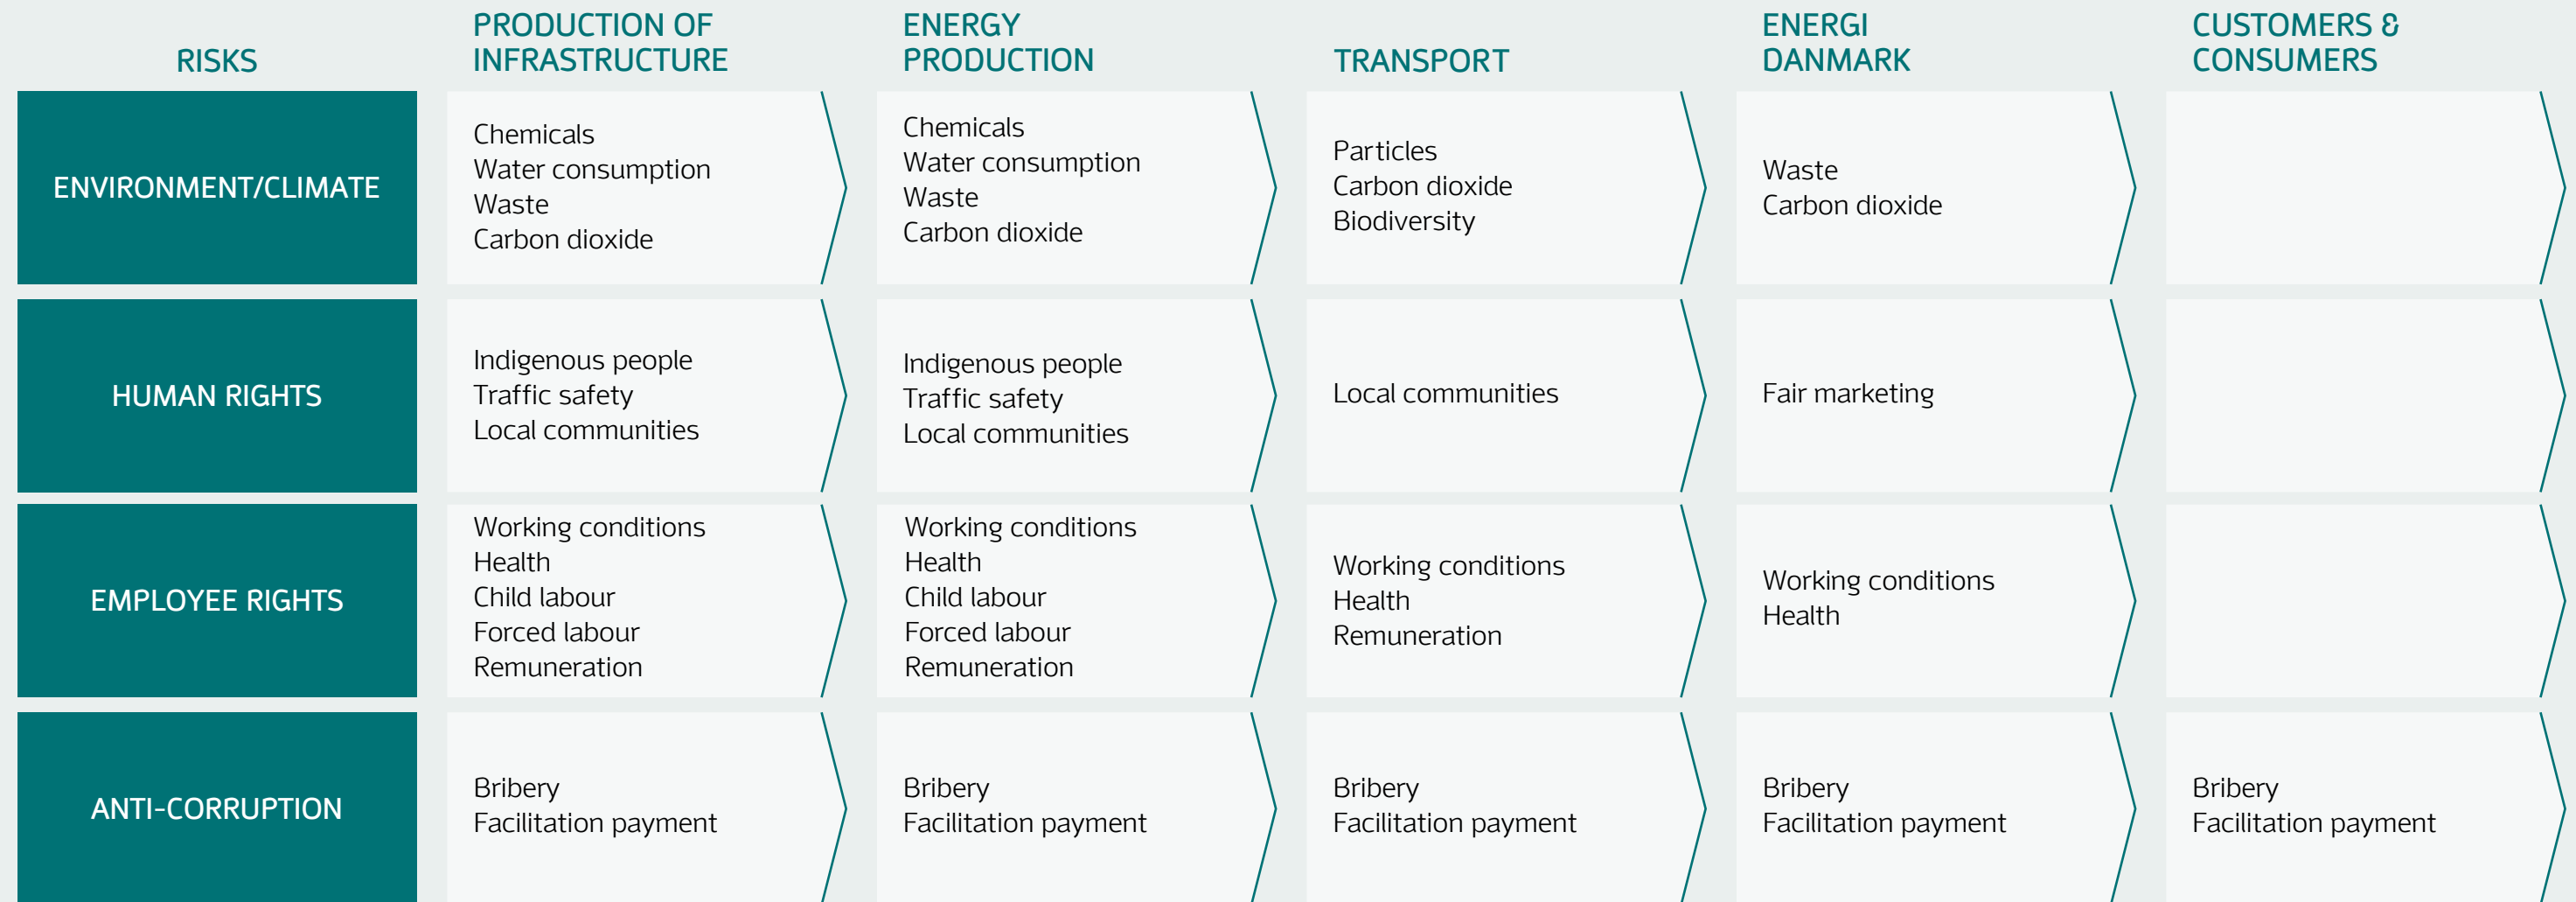 RISKS
PRODUCTION OF
INFRASTRUCTURE
ENERGY
PRODUCTION
TRANSPORT
ENERGI
DANMARK
CUSTOMERS &
CONSUMERS
ENVIRONMENT/CLIMATE
Chemicals
Water consumption
Waste
Carbon dioxide
Chemicals
Water consumption
Waste
Carbon dioxide
Particles
Carbon dioxide
Biodiversity
Waste
Carbon dioxide
HUMAN RIGHTS
Indigenous people
Traffic safety
Local communities
Indigenous people
Traffic safety
Local communities
Local communities
Fair marketing
EMPLOYEE RIGHTS
Working conditions
Health
Child labour
Forced labour
Remuneration
Working conditions
Health
Child labour
Forced labour
Remuneration
Working conditions
Health
Remuneration
Working conditions
Health
ANTI-CORRUPTION
Bribery
Facilitation payment
Bribery
Facilitation payment
Bribery
Facilitation payment
Bribery
Facilitation payment
Bribery
Facilitation payment